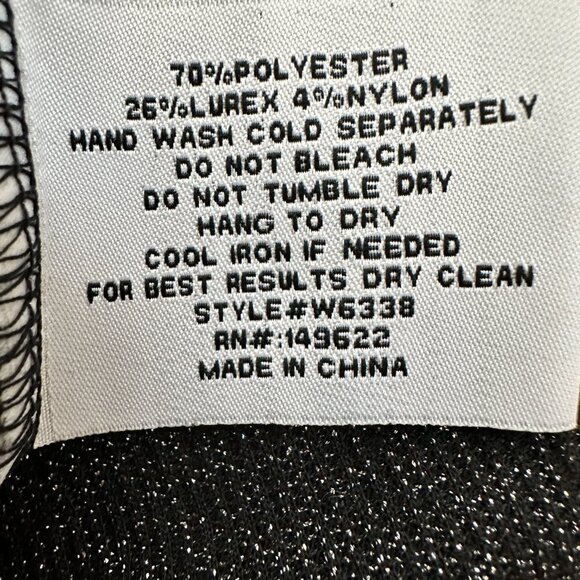 70%POLYESTER
26%LUREX 4%NYLON
HAND WASH COLD SEPARATELY
DO NOT BLEACH
DO NOT TUMBLE DRY
HANG TO DRY
COOL IRON IF NEEDED
FOR BEST RESULTS DRY CLEAN
STYLE#W6338
RN#:149622
MADE IN CHINA